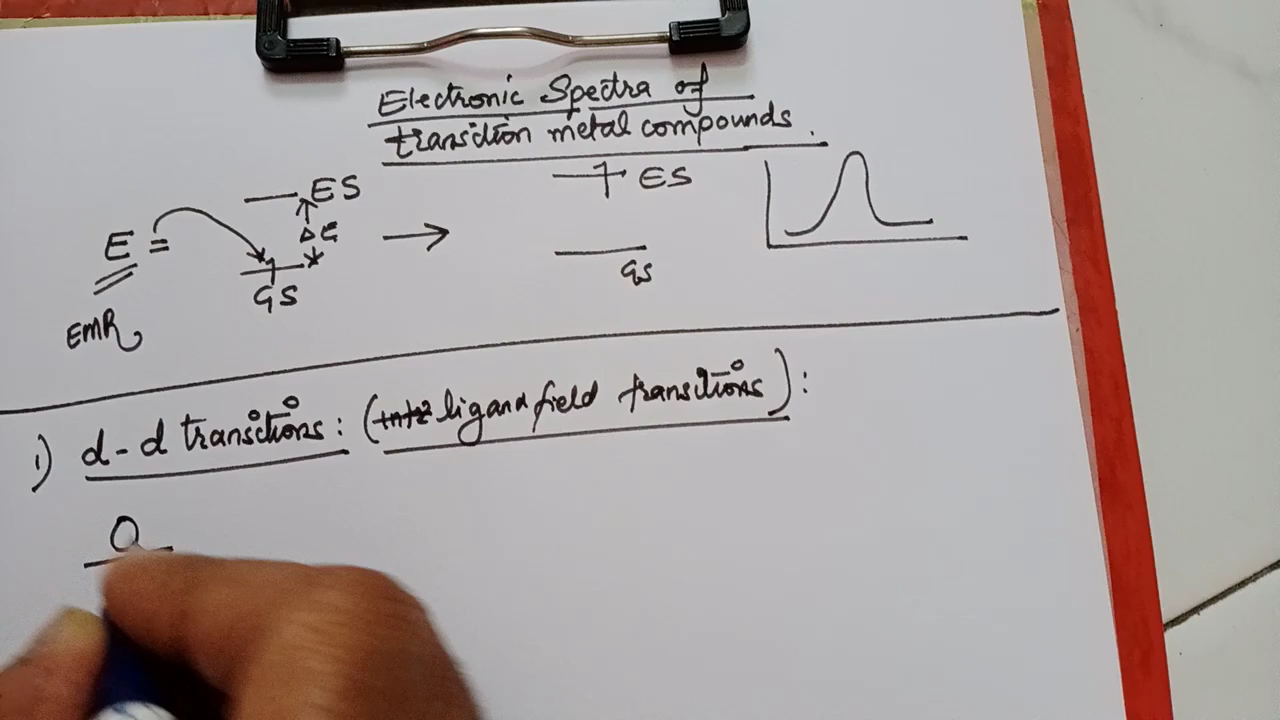 Electronic Spectra of
transition metal compounds.
ES
ES
E =
ΔE
GS
GS
EMR
1) d-d transitions: (ligand field transitions):
O